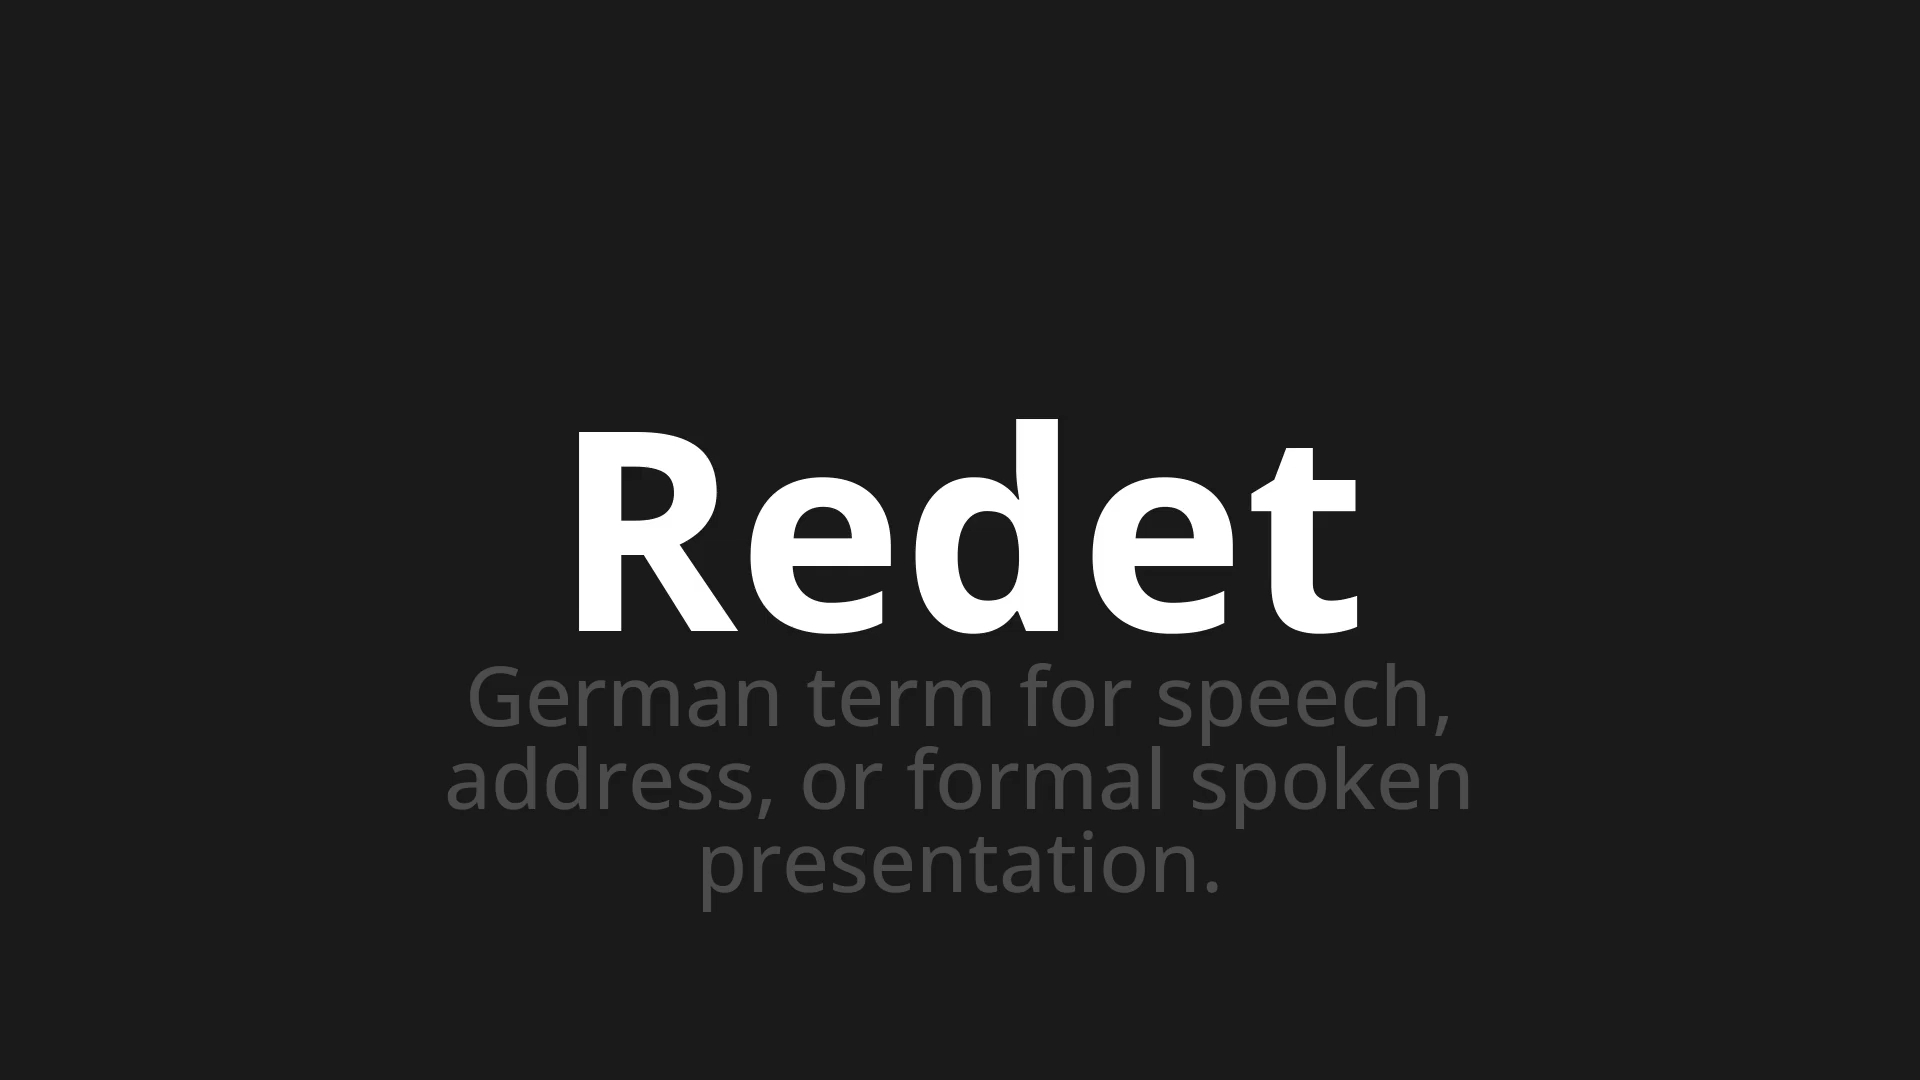 Redet
German term for speech,
address, or formal spoken
presentation.